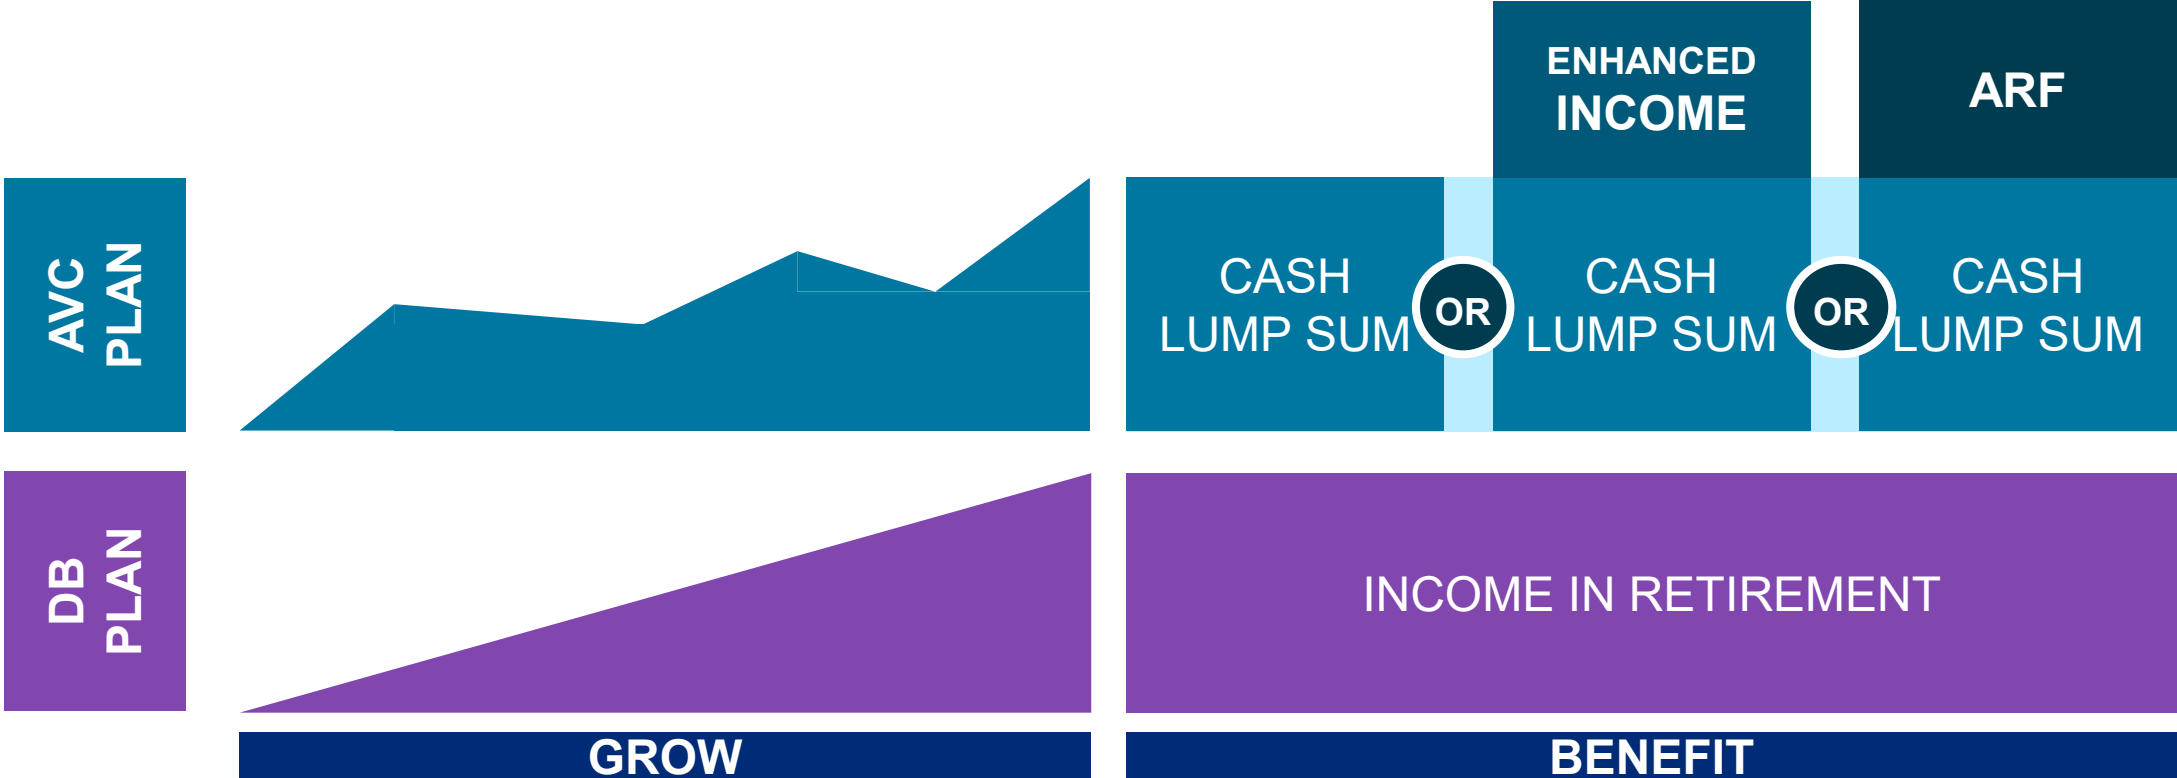 ENHANCED
INCOME
ARF
AVC
PLAN
CASH
LUMP SUM
OR
CASH
LUMP SUM
OR
CASH
LUMP SUM
DB
PLAN
INCOME IN RETIREMENT
GROW
BENEFIT